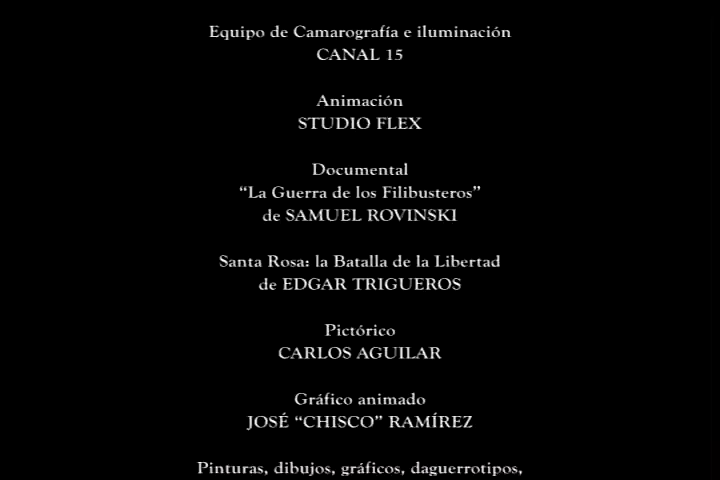 Equipo de Camarografía e iluminación
CANAL 15
Animación
STUDIO FLEX
Documental
“La Guerra de los Filibusteros”
de SAMUEL ROVINSKI
Santa Rosa: la Batalla de la Libertad
de EDGAR TRIGUEROS
Pictórico
CARLOS AGUILAR
Gráfico animado
JOSÉ “CHISCO” RAMÍREZ
Pinturas, dibujos, gráficos, daguerrotipos,